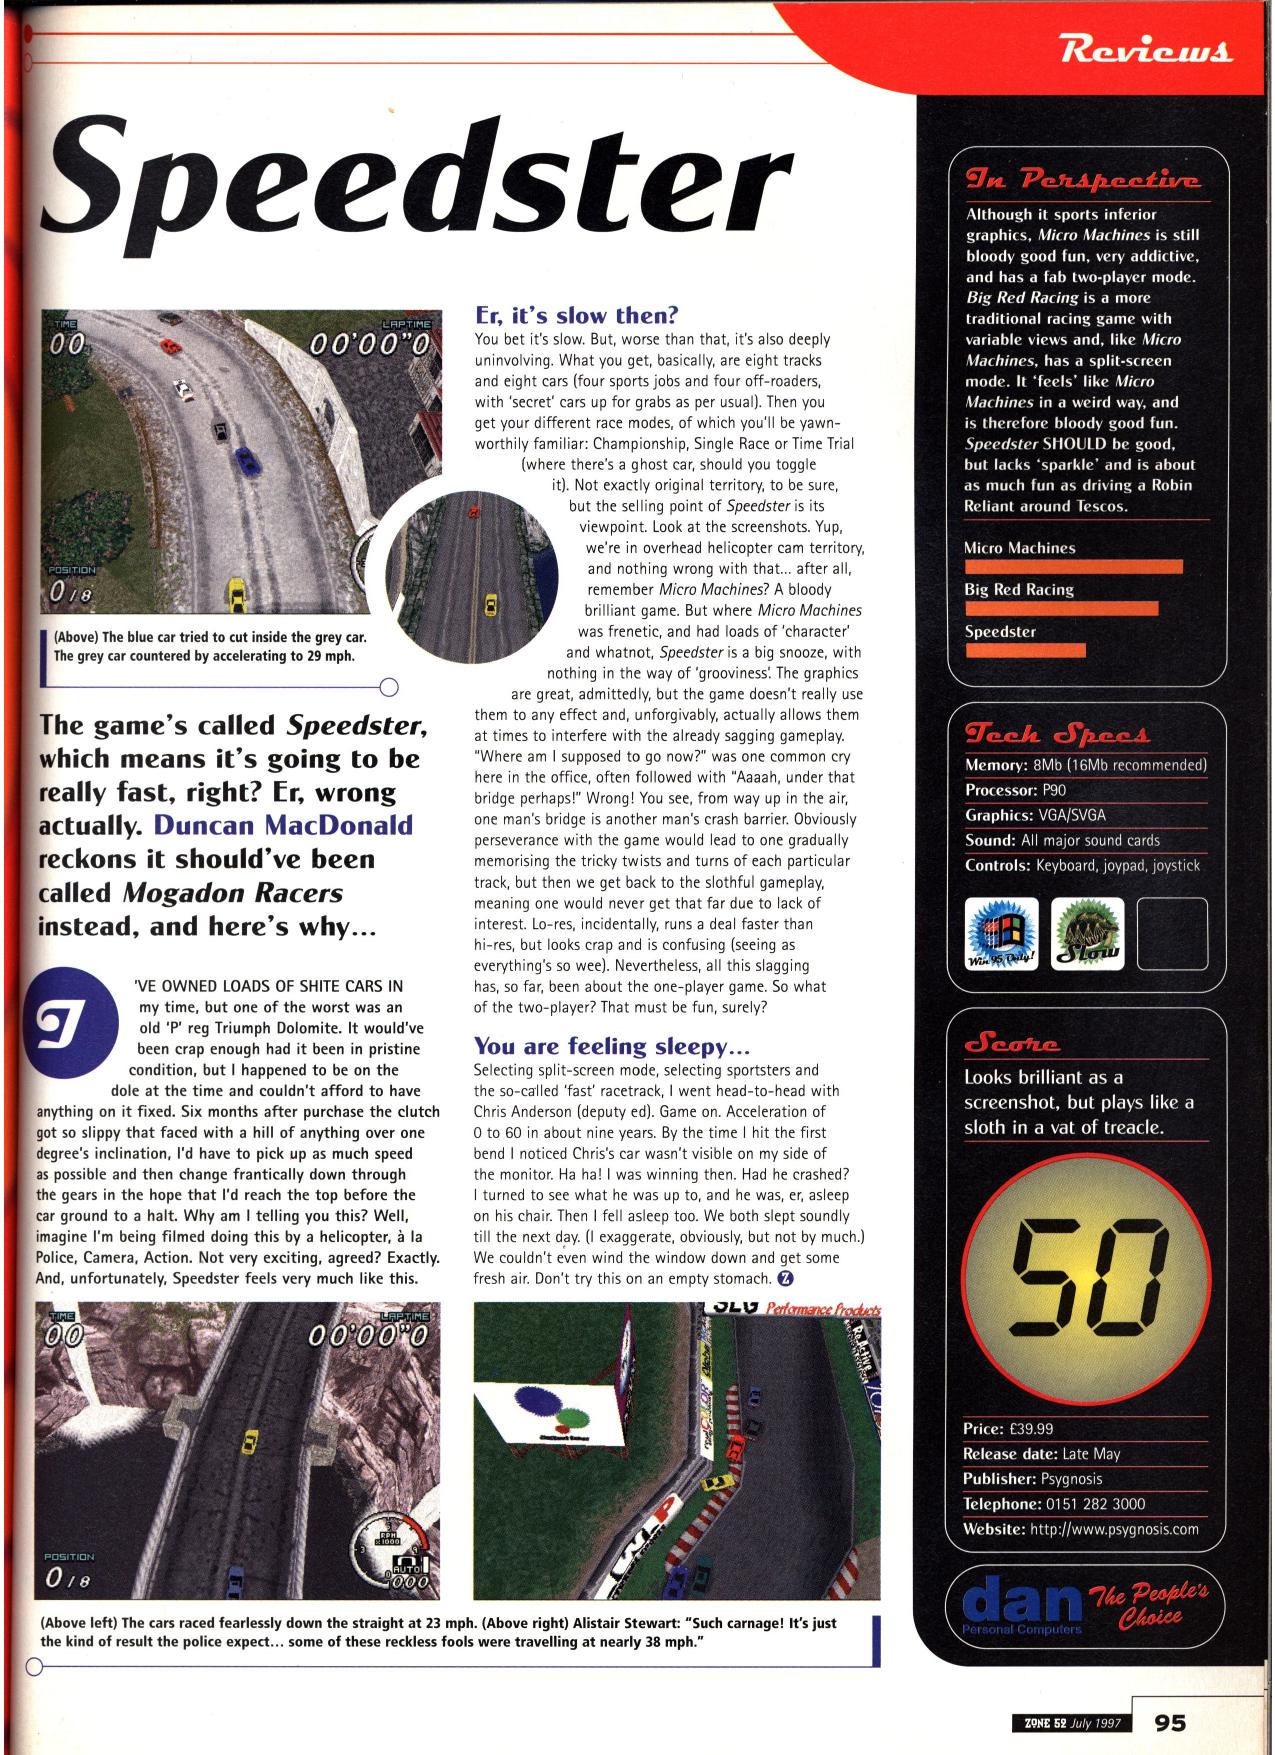 Reviews
Speedster
TIME
00
LAPTIME
00'00"0
POSITION
0/8
(Above) The blue car tried to cut inside the grey car.
The grey car countered by accelerating to 29 mph.
The game's called Speedster,
which means it's going to be
really fast, right? Er, wrong
actually. Duncan MacDonald
reckons it should've been
called Mogadon Racers
instead, and here's why...
I
'VE OWNED LOADS OF SHITE CARS IN
my time, but one of the worst was an
old 'P' reg Triumph Dolomite. It would've
been crap enough had it been in pristine
condition, but I happened to be on the
dole at the time and couldn't afford to have
anything on it fixed. Six months after purchase the clutch
got so slippy that faced with a hill of anything over one
degree's inclination, I'd have to pick up as much speed
as possible and then change frantically down through
the gears in the hope that I'd reach the top before the
car ground to a halt. Why am I telling you this? Well,
imagine I'm being filmed doing this by a helicopter, à la
Police, Camera, Action. Not very exciting, agreed? Exactly.
And, unfortunately, Speedster feels very much like this.
Er, it's slow then?
You bet it's slow. But, worse than that, it's also deeply
uninvolving. What you get, basically, are eight tracks
and eight cars (four sports jobs and four off-roaders,
with 'secret' cars up for grabs as per usual). Then you
get your different race modes, of which you'll be yawn-
worthily familiar: Championship, Single Race or Time Trial
(where there's a ghost car, should you toggle
it). Not exactly original territory, to be sure,
but the selling point of Speedster is its
viewpoint. Look at the screenshots. Yup,
we're in overhead helicopter cam territory,
and nothing wrong with that... after all,
remember Micro Machines? A bloody
brilliant game. But where Micro Machines
was frenetic, and had loads of 'character'
and whatnot, Speedster is a big snooze, with
nothing in the way of 'grooviness'. The graphics
are great, admittedly, but the game doesn't really use
them to any effect and, unforgivably, actually allows them
at times to interfere with the already sagging gameplay.
"Where am I supposed to go now?" was one common cry
here in the office, often followed with "Aaaah, under that
bridge perhaps!" Wrong! You see, from way up in the air,
one man's bridge is another man's crash barrier. Obviously
perseverance with the game would lead to one gradually
memorising the tricky twists and turns of each particular
track, but then we get back to the slothful gameplay,
meaning one would never get that far due to lack of
interest. Lo-res, incidentally, runs a deal faster than
hi-res, but looks crap and is confusing (seeing as
everything's so wee). Nevertheless, all this slagging
has, so far, been about the one-player game. So what
of the two-player? That must be fun, surely?
You are feeling sleepy...
Selecting split-screen mode, selecting sportsters and
the so-called 'fast' racetrack, I went head-to-head with
Chris Anderson (deputy ed). Game on. Acceleration of
0 to 60 in about nine years. By the time I hit the first
bend I noticed Chris's car wasn't visible on my side of
the monitor. Ha ha! I was winning then. Had he crashed?
I turned to see what he was up to, and he was, er, asleep
on his chair. Then I fell asleep too. We both slept soundly
till the next day. (I exaggerate, obviously, but not by much.)
We couldn't even wind the window down and get some
fresh air. Don't try this on an empty stomach. Z
TIME
00
LAPTIME
00'00"0
POSITION
0/8
RPM
x1000
AUTO
000
SLG Performance Products
(Above left) The cars raced fearlessly down the straight at 23 mph. (Above right) Alistair Stewart: "Such carnage! It's just
the kind of result the police expect... some of these reckless fools were travelling at nearly 38 mph."
In Perspective
Although it sports inferior
graphics, Micro Machines is still
bloody good fun, very addictive,
and has a fab two-player mode.
Big Red Racing is a more
traditional racing game with
variable views and, like Micro
Machines, has a split-screen
mode. It 'feels' like Micro
Machines in a weird way, and
is therefore bloody good fun.
Speedster SHOULD be good,
but lacks 'sparkle' and is about
as much fun as driving a Robin
Reliant around Tescos.
Micro Machines
Big Red Racing
Speedster
Tech Specs
Memory: 8Mb (16Mb recommended)
Processor: P90
Graphics: VGA/SVGA
Sound: All major sound cards
Controls: Keyboard, joypad, joystick
Win 95 Only!
Slow
Score
Looks brilliant as a
screenshot, but plays like a
sloth in a vat of treacle.
50
Price: £39.99
Release date: Late May
Publisher: Psygnosis
Telephone: 0151 282 3000
Website: http://www.psygnosis.com
dan
Personal Computers
The People's
Choice
ZONE 52 July 1997
95